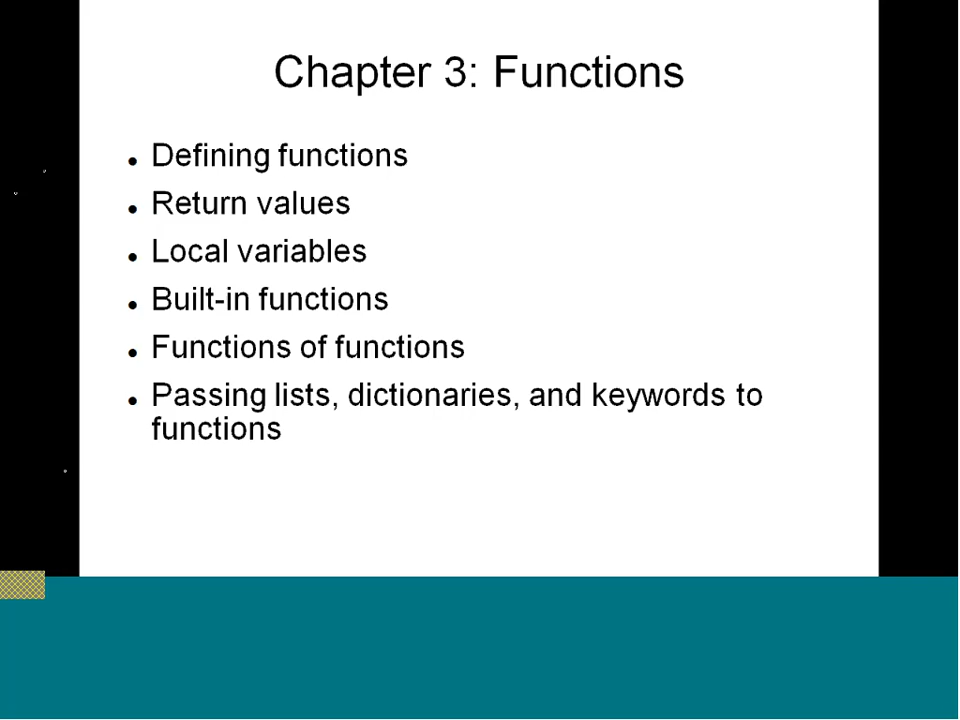 Chapter 3: Functions
Defining functions
Return values
Local variables
Built-in functions
Functions of functions
Passing lists, dictionaries, and keywords to
functions